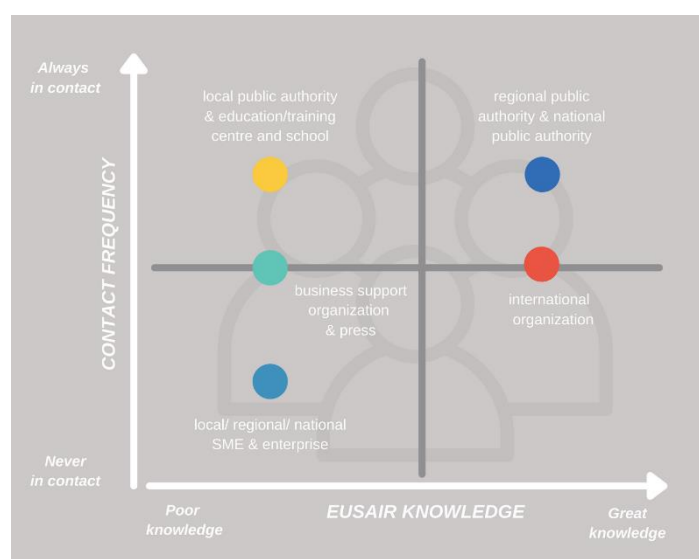 Always
in contact
local public authority
& education/training
centre and school
regional public
authority & national
public authority
CONTACT FREQUENCY
business support
organization
& press
international
organization
local/ regional/ national
SME & enterprise
Never
in contact
Poor
knowledge
EUSAIR KNOWLEDGE
Great
knowledge